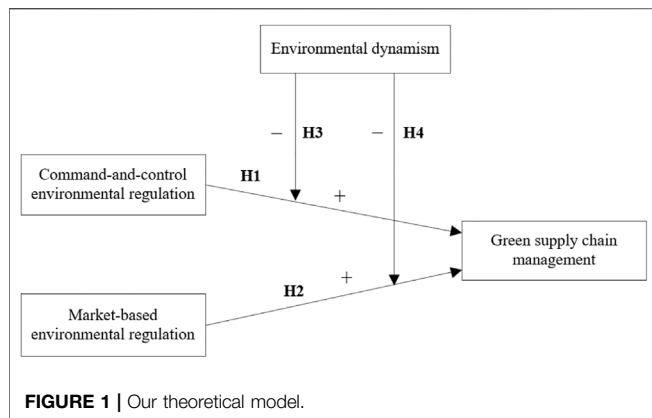 Environmental dynamism
− H3 − H4
Command-and-control
environmental regulation
H1
+
Green supply chain
management
+
H2
Market-based
environmental regulation
FIGURE 1 | Our theoretical model.